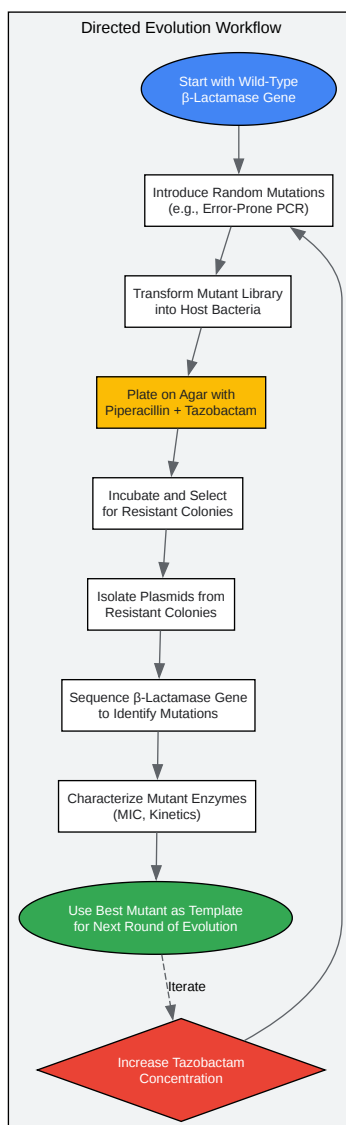 Directed Evolution Workflow
Start with Wild-Type
β-Lactamase Gene
Introduce Random Mutations
(e.g., Error-Prone PCR)
Transform Mutant Library
into Host Bacteria
Plate on Agar with
Piperacillin + Tazobactam
Incubate and Select
for Resistant Colonies
Isolate Plasmids from
Resistant Colonies
Sequence β-Lactamase Gene
to Identify Mutations
Characterize Mutant Enzymes
(MIC, Kinetics)
Use Best Mutant as Template
for Next Round of Evolution
Iterate
Increase Tazobactam
Concentration